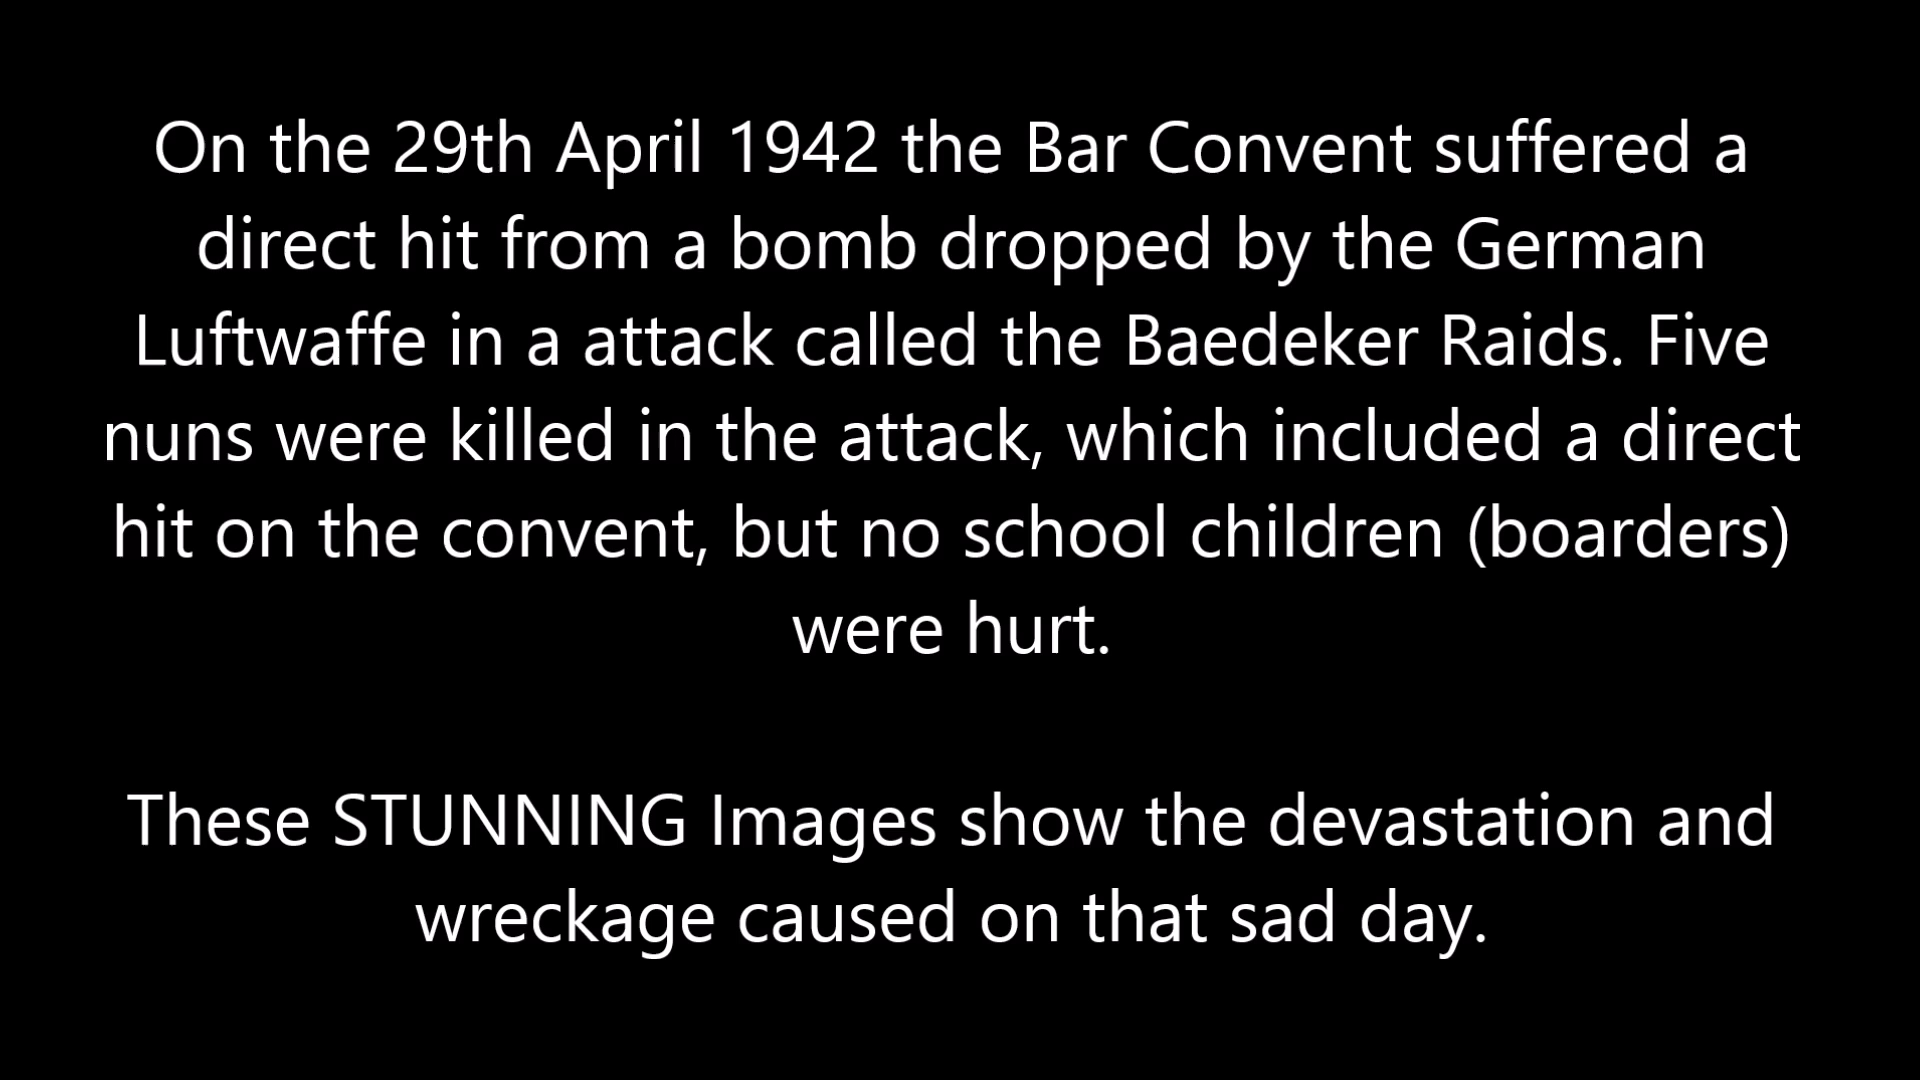 On the 29th April 1942 the Bar Convent suffered a
direct hit from a bomb dropped by the German
Luftwaffe in a attack called the Baedeker Raids. Five
nuns were killed in the attack, which included a direct
hit on the convent, but no school children (boarders)
were hurt.
These STUNNING Images show the devastation and
wreckage caused on that sad day.